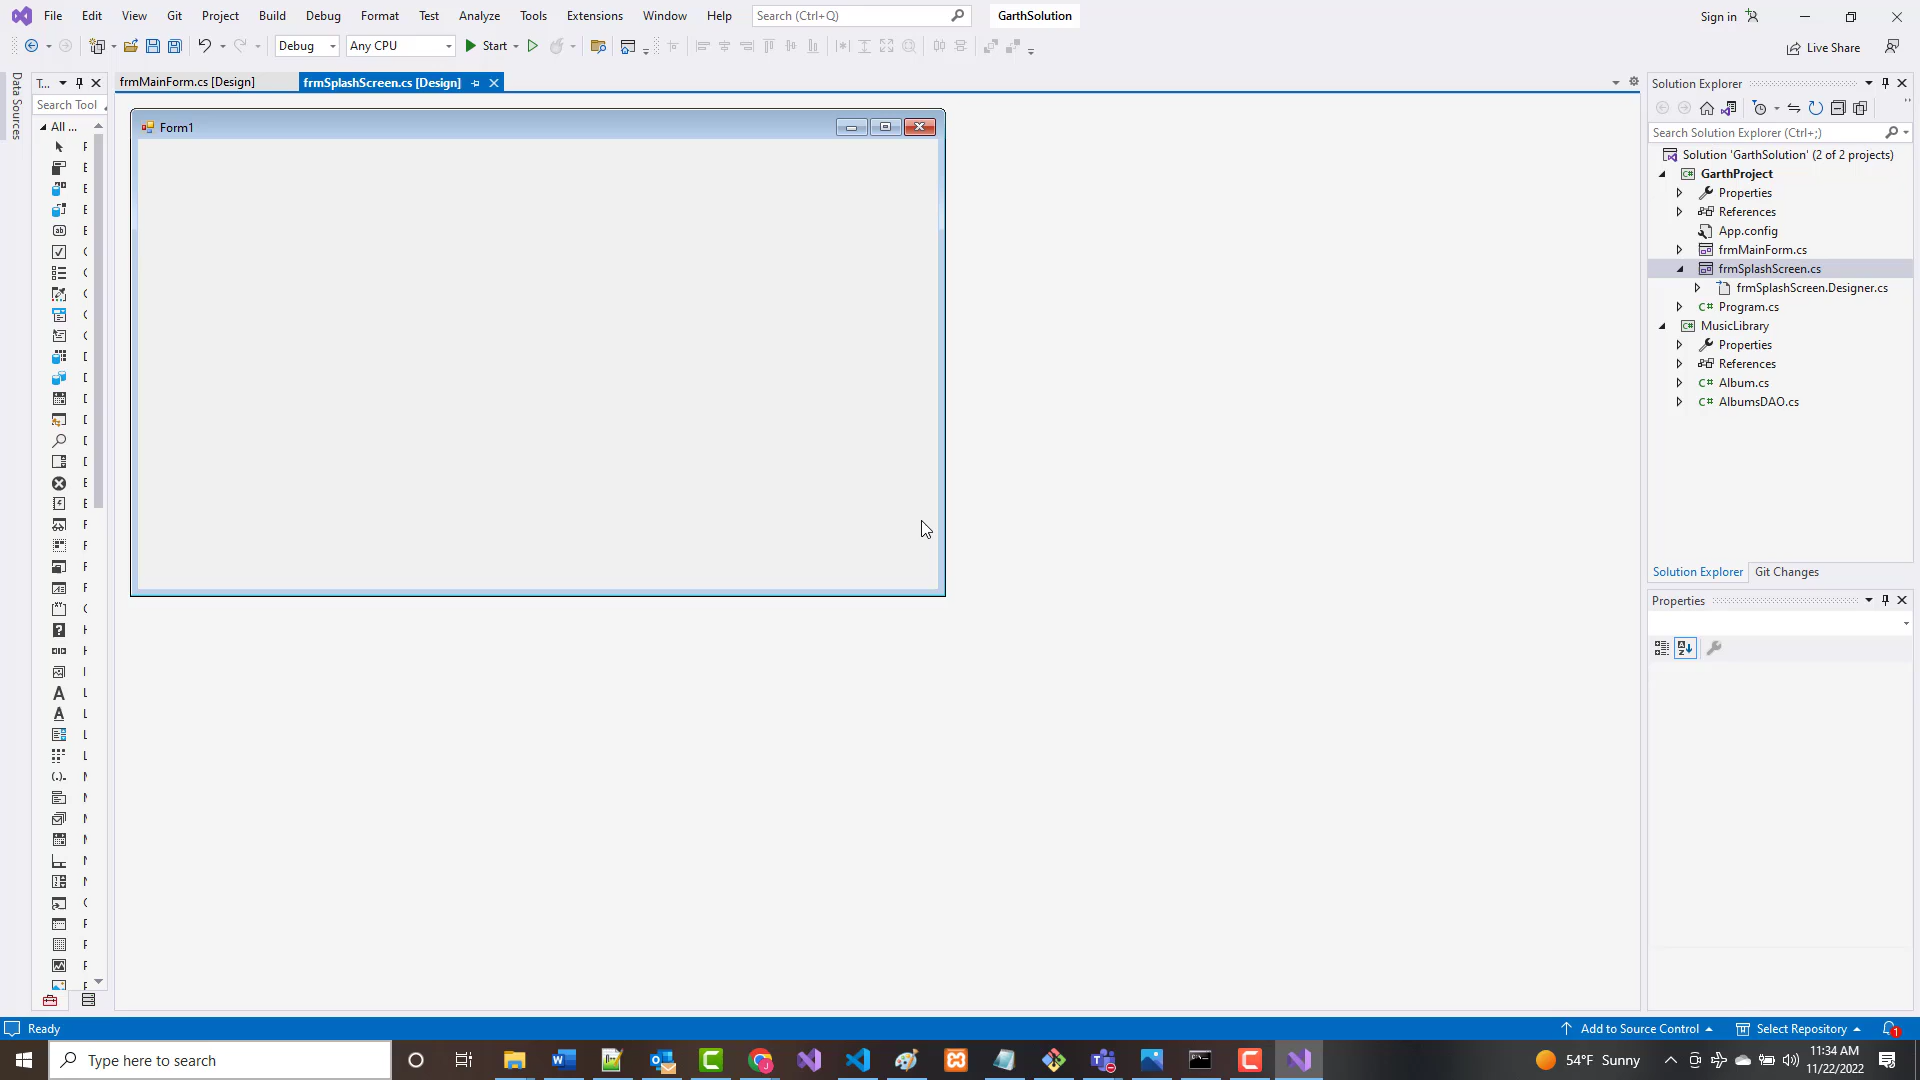 File Edit View Git Project Build Debug Format Test Analyze Tools Extensions Window Help Search (Ctrl+Q) GarthSolution Sign in
Debug Any CPU Start Live Share
Data Sources
T...
frmMainForm.cs [Design] frmSplashScreen.cs [Design]
Search Tool
All ...
Form1
Solution Explorer
Search Solution Explorer (Ctrl+;)
Solution 'GarthSolution' (2 of 2 projects)
GarthProject
Properties
References
App.config
frmMainForm.cs
frmSplashScreen.cs
frmSplashScreen.Designer.cs
Program.cs
MusicLibrary
Properties
References
Album.cs
AlbumsDAO.cs
Solution Explorer Git Changes
Properties
Ready Add to Source Control Select Repository
Type here to search
54°F Sunny
11:34 AM
11/22/2022